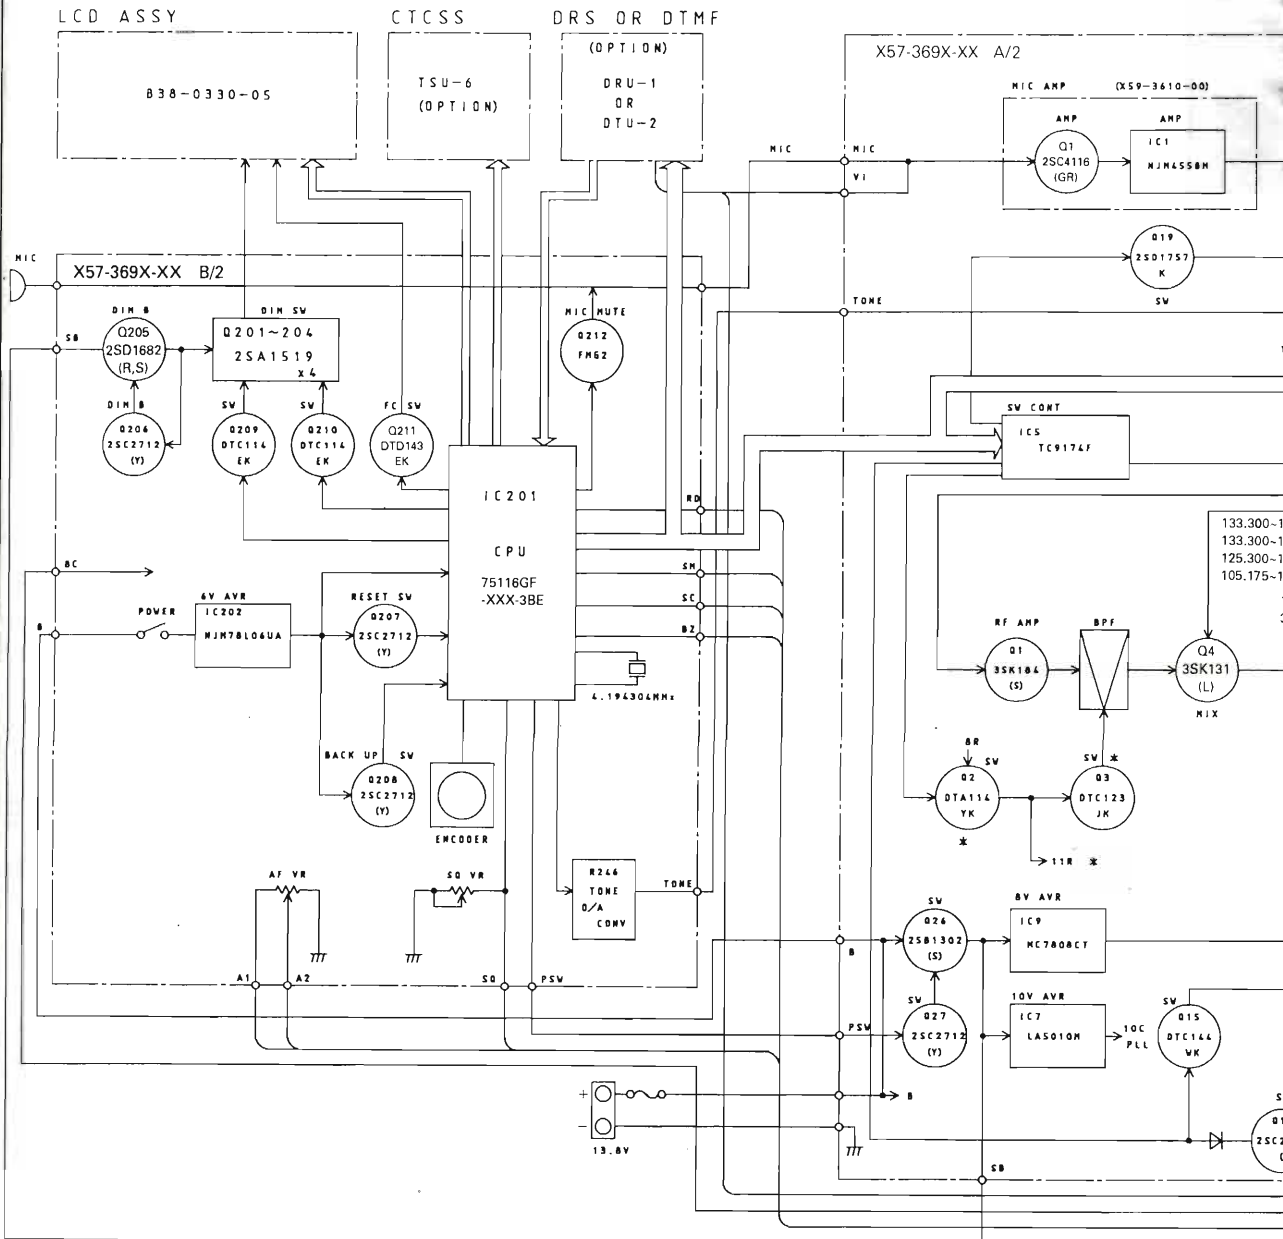 LCD ASSY
CTCSS
DRS OR DTMF
B38-0330-05
TSU-6
(OPTION)
(OPTION)
DRU-1
OR
DTU-2
X57-369X-XX A/2
MIC AMP
(X59-3610-00)
AMP
Q1
2SC4116
(GR)
AMP
IC1
NJM4558M
MIC
MIC
VI
Q19
2SD1757
K
SW
MIC
X57-369X-XX B/2
TONE
SB
DIM B
Q205
2SD1682
(R,S)
DIM SW
Q201~204
2SA1519
x4
MIC MUTE
Q212
FMG2
DIM B
Q206
2SC2712
(Y)
SW
Q209
DTC114
EK
SW
Q210
DTC114
EK
FC SW
Q211
DTD143
EK
SW CONT
IC5
TC9174F
IC201
CPU
75116GF
-XXX-3BE
RD
SM
SC
BZ
4.194304MHz
133.300~1
133.300~1
125.300~1
105.175~1
3
BC
B
POWER
6V AVR
IC202
NJM78L06UA
RESET SW
Q207
2SC2712
(Y)
BACK UP SW
Q208
2SC2712
(Y)
ENCODER
RF AMP
Q1
3SK184
(S)
BPF
Q4
3SK131
(L)
MIX
8R
SW
Q2
DTA114
YK
*
SW *
Q3
DTC123
JK
11R *
AF VR
SQ VR
R246
TONE
D/A
CONV
TONE
A1
A2
SQ
PSW
B
SW
Q26
2SB1302
(S)
8V AVR
IC9
MC7808CT
PSW
SW
Q27
2SC2712
(Y)
10V AVR
IC7
LA5010M
10C
PLL
SW
Q15
DTC144
WK
+
-
13.8V
B
SB
S
Q1
2SC2
(